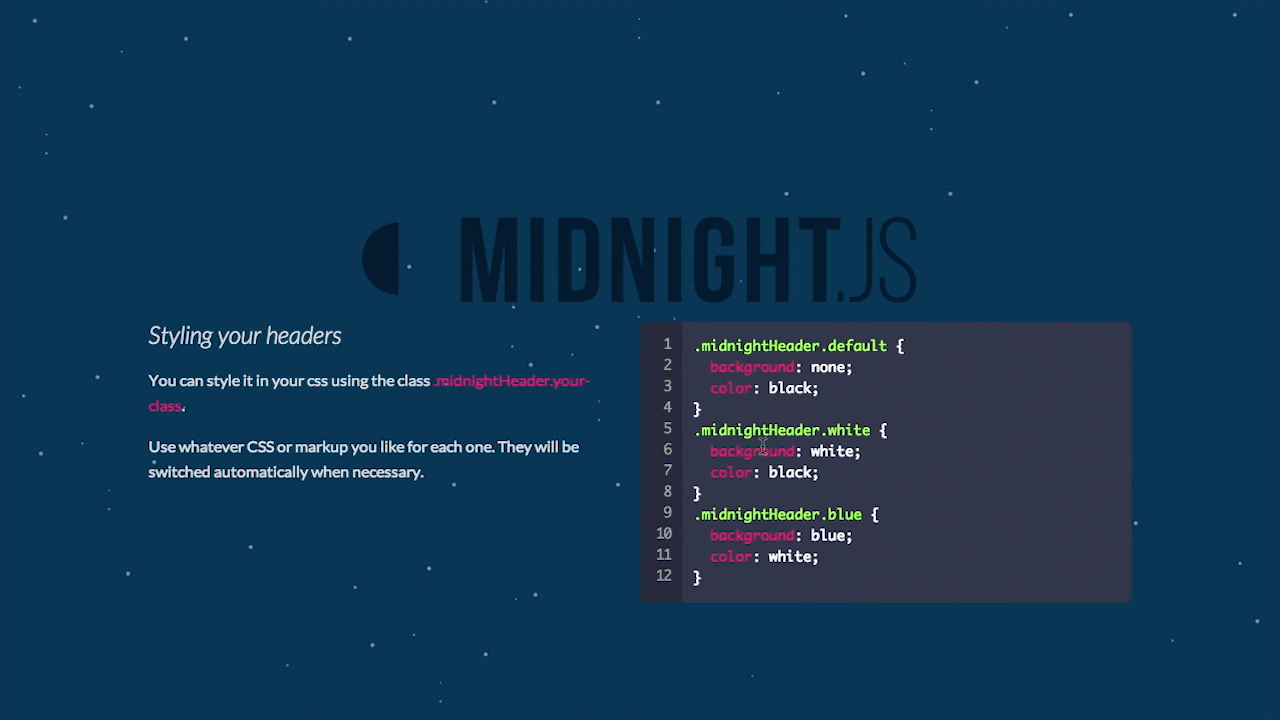 MIDNIGHT.JS
Styling your headers
You can style it in your css using the class .midnightHeader.your-
class.
Use whatever CSS or markup you like for each one. They will be
switched automatically when necessary.
1 .midnightHeader.default {
2 background: none;
3 color: black;
4 }
5 .midnightHeader.white {
6 background: white;
7 color: black;
8 }
9 .midnightHeader.blue {
10 background: blue;
11 color: white;
12 }